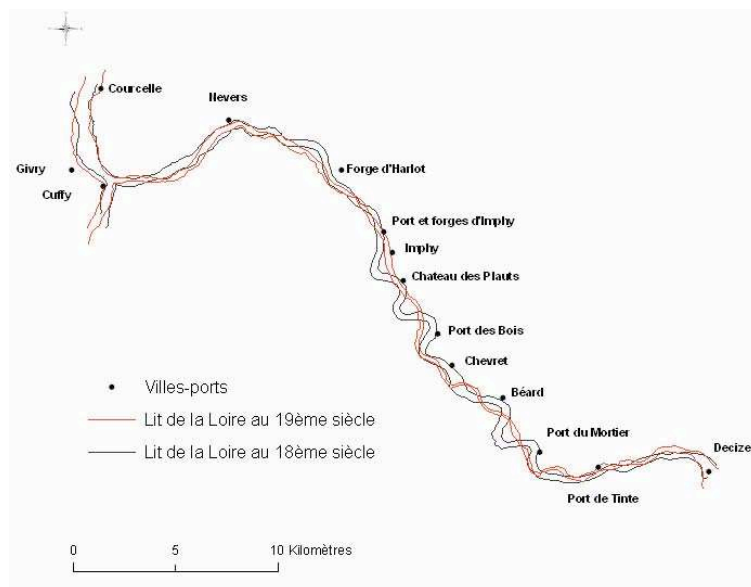 Courcelle
Nevers
Givry
Cuffy
Forge d'Harlot
Port et forges d'Imphy
Imphy
Chateau des Plauts
Port des Bois
Chevret
Béard
Port du Mortier
Decize
Port de Tinte
Villes-ports
Lit de la Loire au 19ème siècle
Lit de la Loire au 18ème siècle
0 5 10 Kilomètres